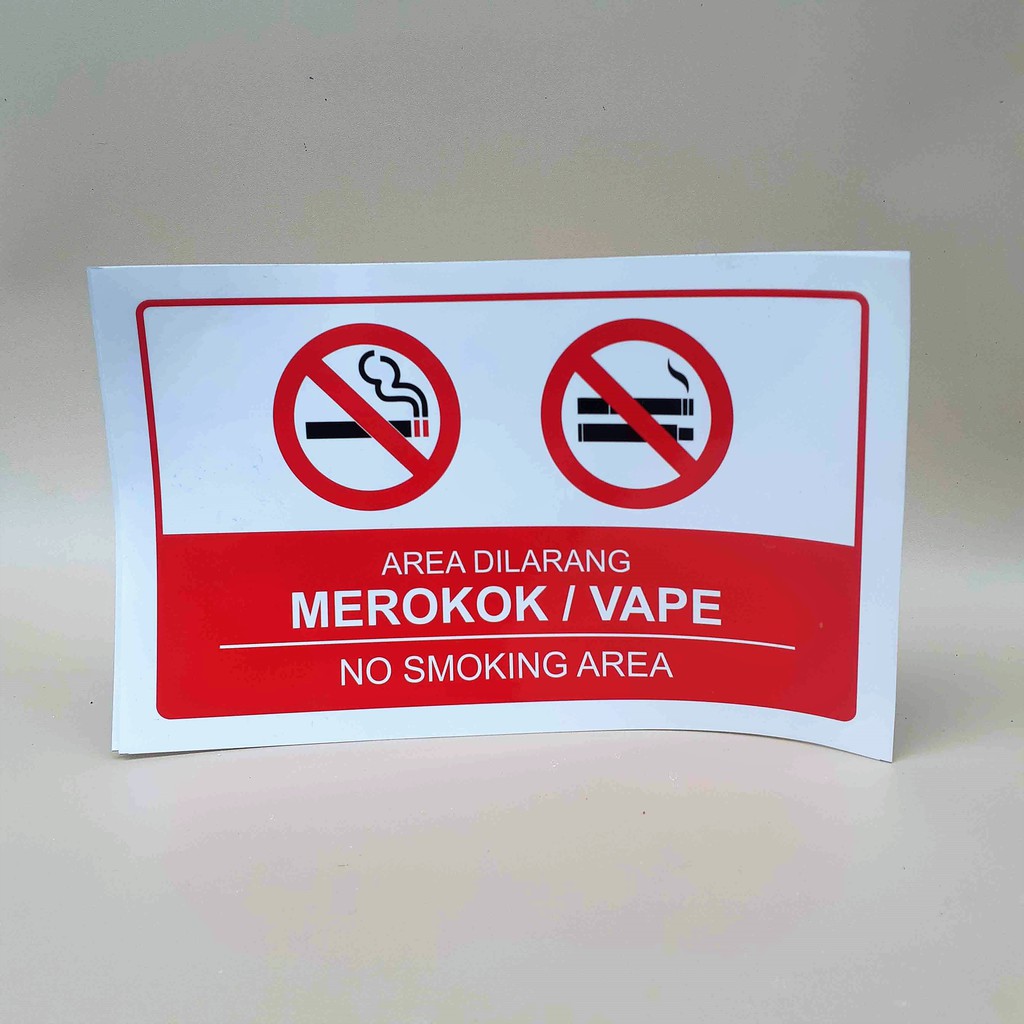 AREA DILARANG
MEROKOK / VAPE
NO SMOKING AREA